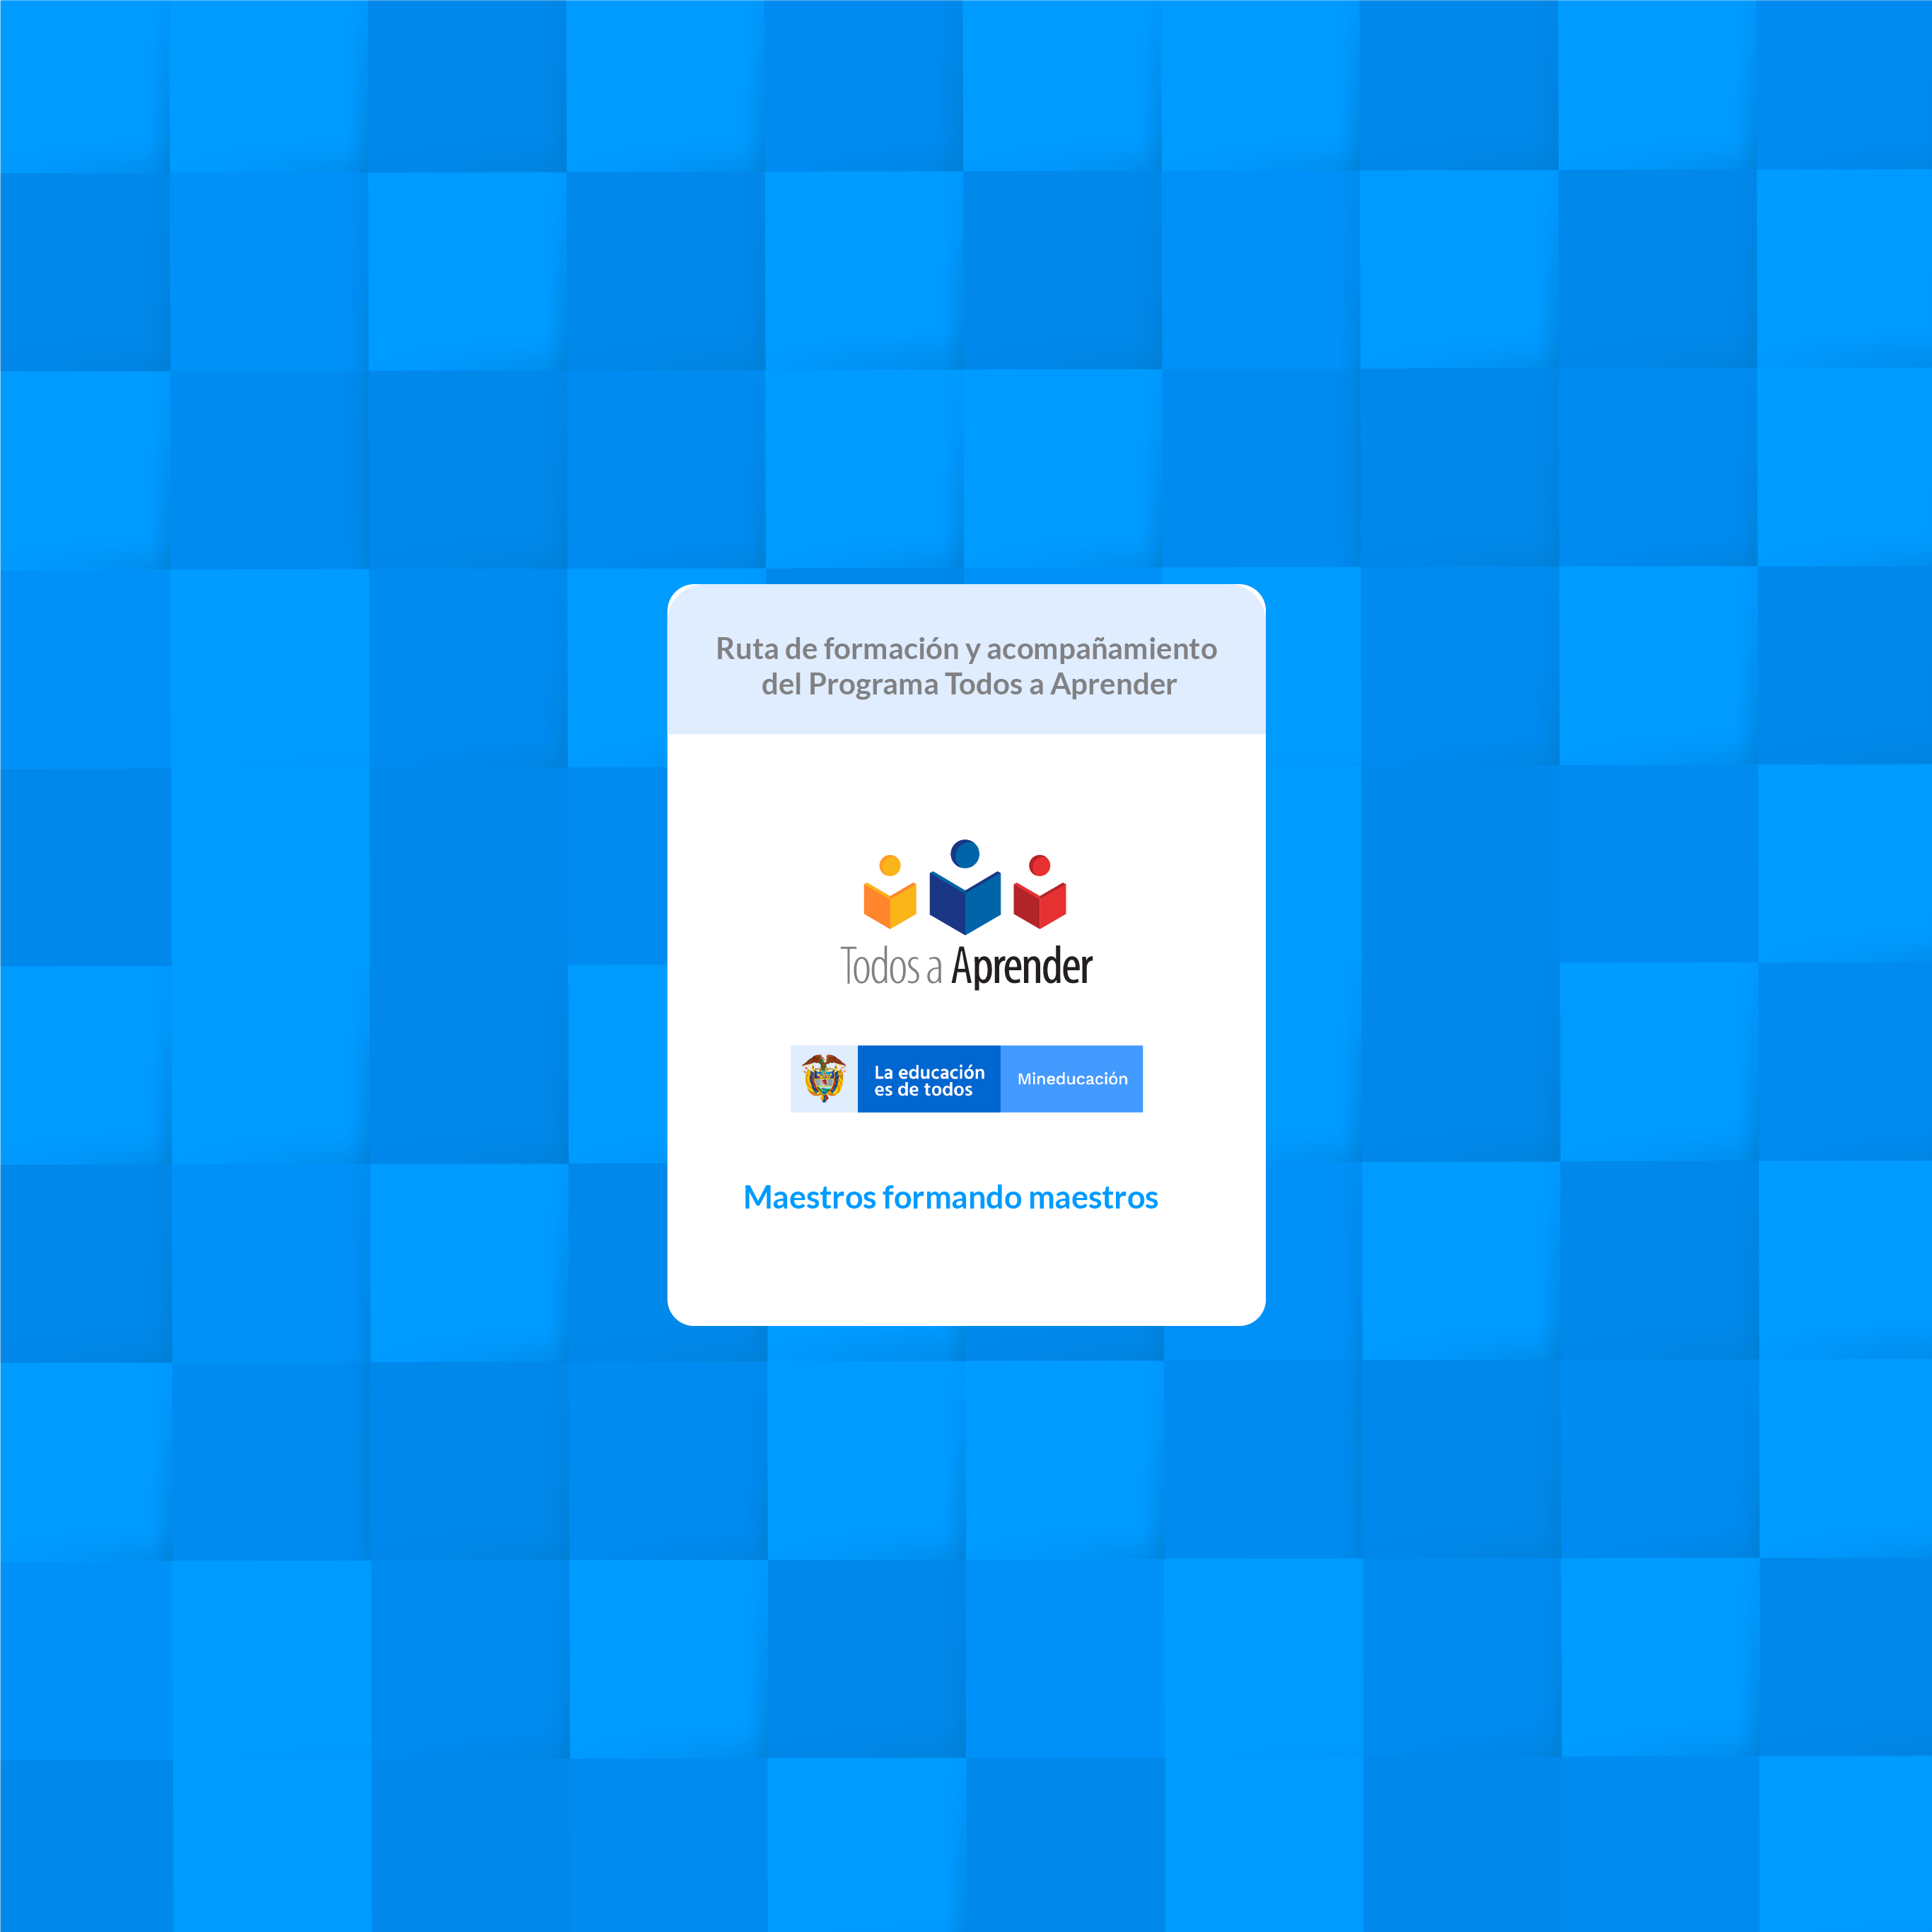 Ruta de formación y acompañamiento
del Programa Todos a Aprender
Todos a Aprender
La educación
es de todos
Mineducación
Maestros formando maestros